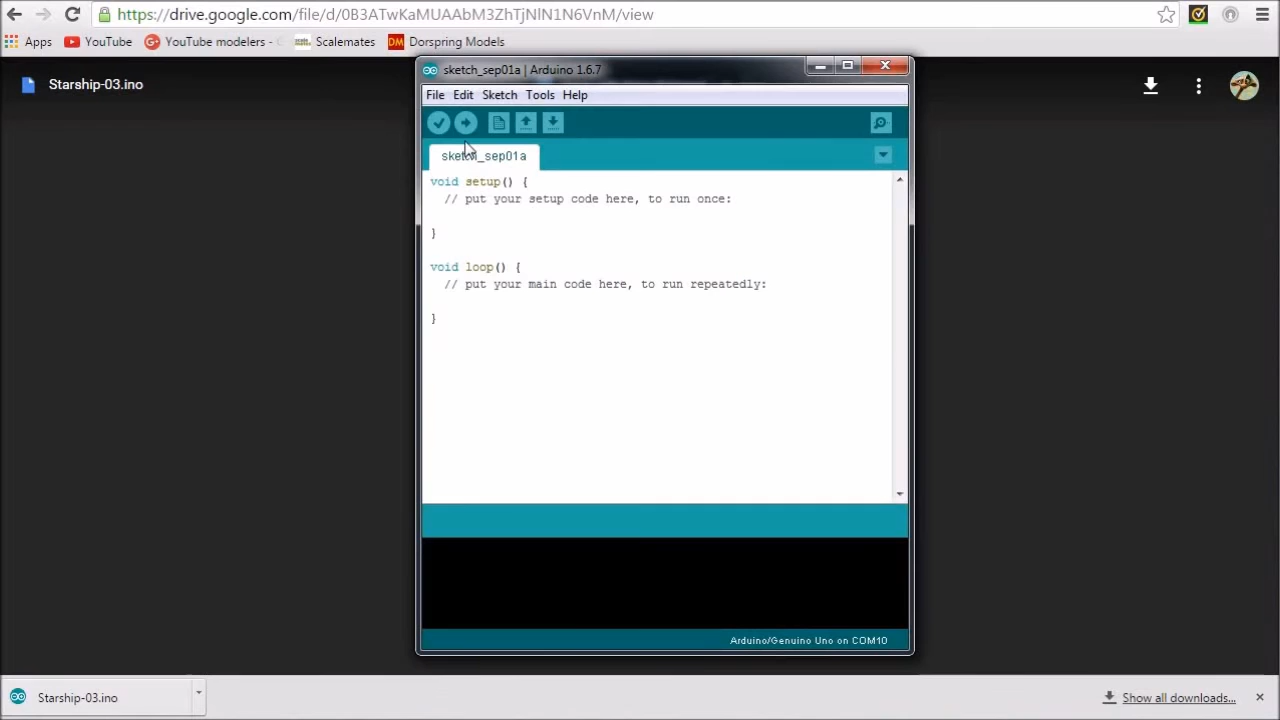 https://drive.google.com/file/d/0B3ATwKaMUAAbM3ZhTjNlN1N6VnM/view
Apps YouTube YouTube modelers - Scalemates DM Dorspring Models
Starship-03.ino
sketch_sep01a | Arduino 1.6.7
File Edit Sketch Tools Help
sketch_sep01a
void setup() {
// put your setup code here, to run once:
}
void loop() {
// put your main code here, to run repeatedly:
}
Arduino/Genuino Uno on COM10
Starship-03.ino
Show all downloads...